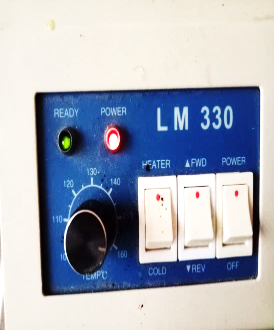 READY POWER
LM 330
HEATER ▲FWD POWER
130
120 140
110
160
TEMP°C
COLD ▼REV OFF